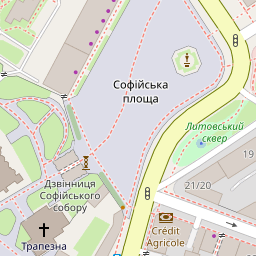 Софійська
площа
Литовський
сквер
19
Дзвінниця
Софійського
собору
21/20
Трапезна
Crédit
Agricole